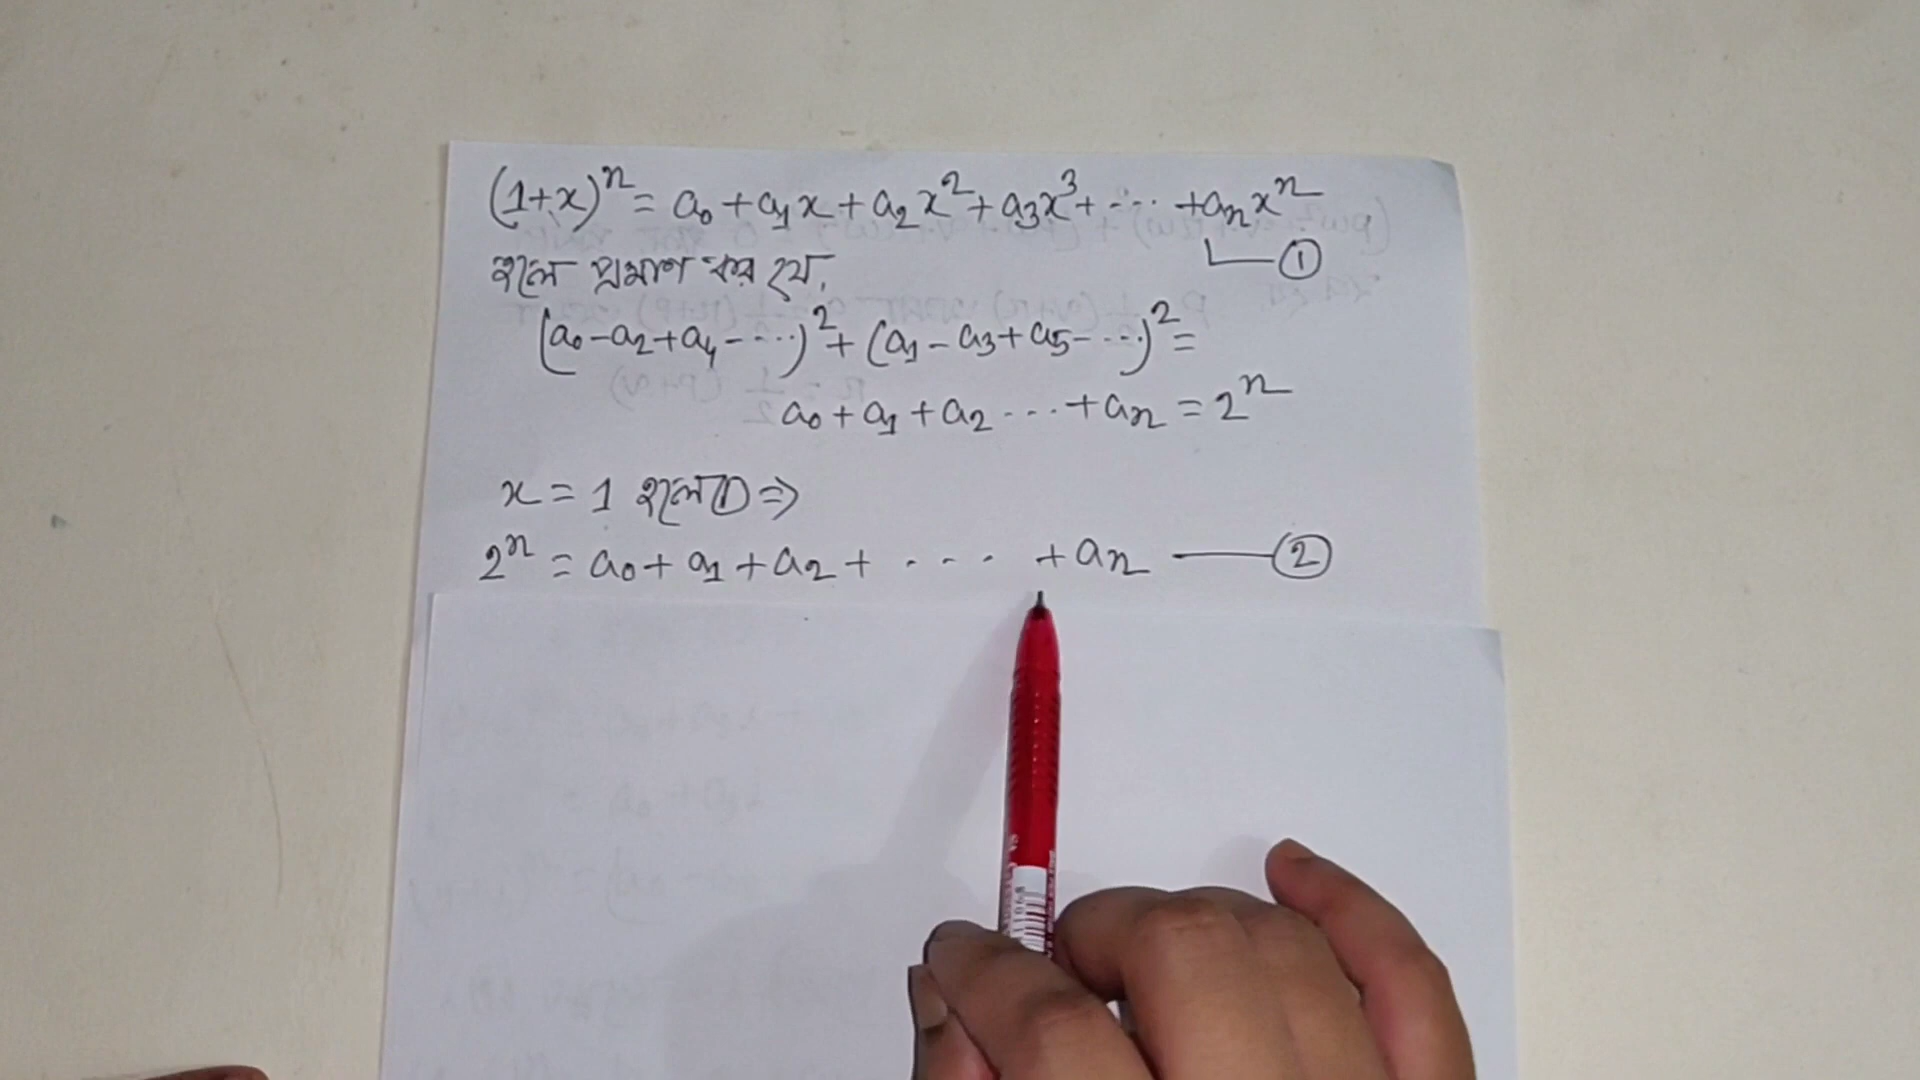 (1+x)ⁿ = a₀ + a₁x + a₂x² + a₃x³ + ··· + aₙxⁿ
① 
হলে প্রমাণ কর যে,
(a₀-a₂+a₄-···)² + (a₁-a₃+a₅-···)² =
a₀ + a₁ + a₂ ··· + aₙ = 2ⁿ
x = 1 হলে ① ⇒
2ⁿ = a₀ + a₁ + a₂ + ··· + aₙ —— ②